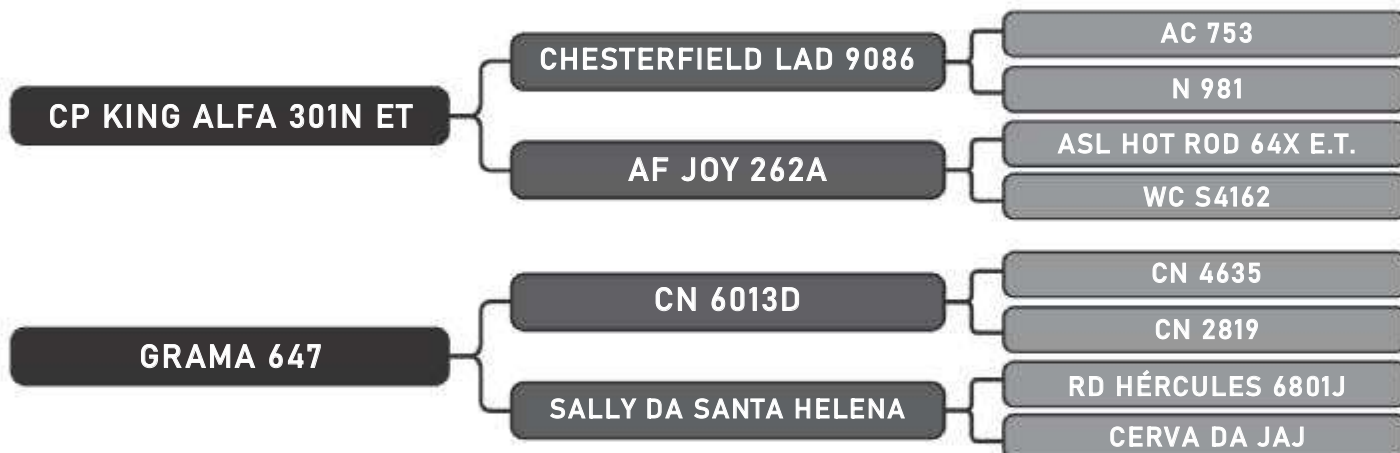 AC 753
CHESTERFIELD LAD 9086
N 981
CP KING ALFA 301N ET
ASL HOT ROD 64X E.T.
AF JOY 262A
WC S4162
CN 4635
CN 6013D
CN 2819
GRAMA 647
RD HÉRCULES 6801J
SALLY DA SANTA HELENA
CERVA DA JAJ